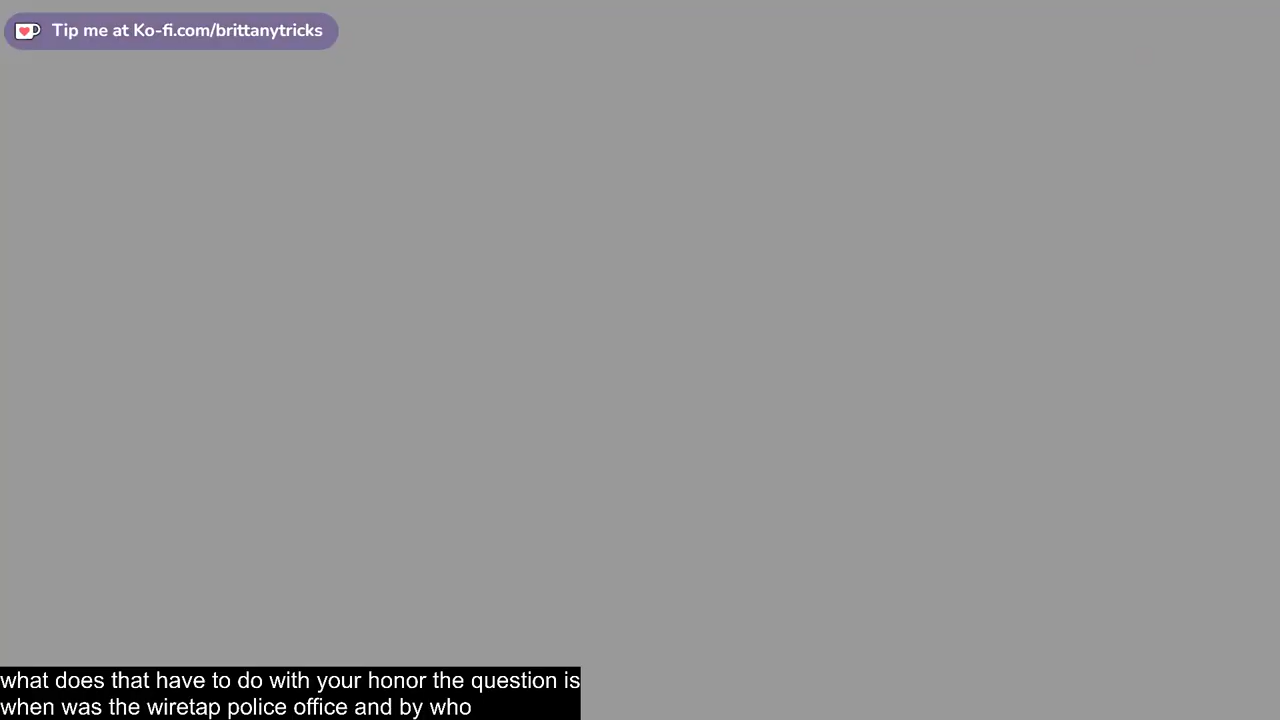 Tip me at Ko-fi.com/brittanytricks
what does that have to do with your honor the question is
when was the wiretap police office and by who